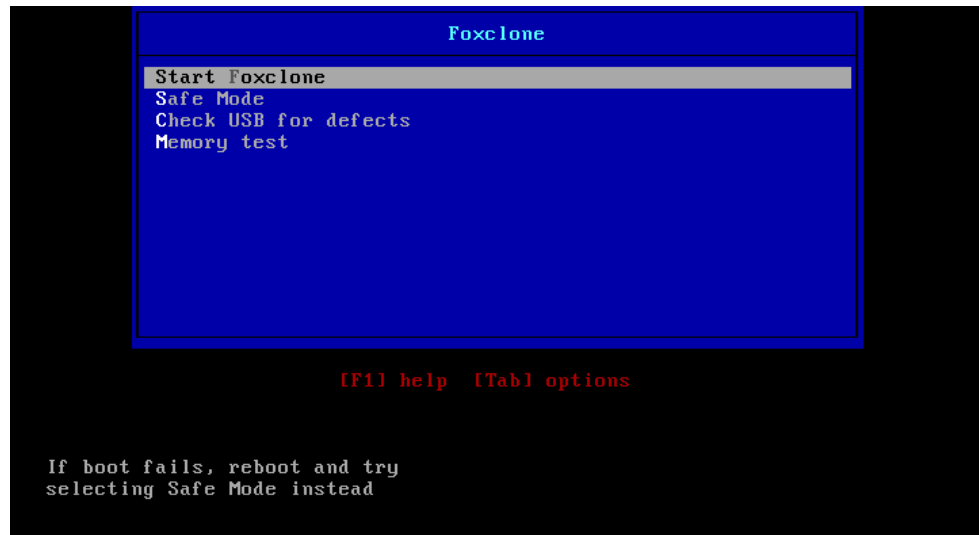 Foxclone
Start Foxclone
Safe Mode
Check USB for defects
Memory test
[F1] help [Tab] options
If boot fails, reboot and try
selecting Safe Mode instead